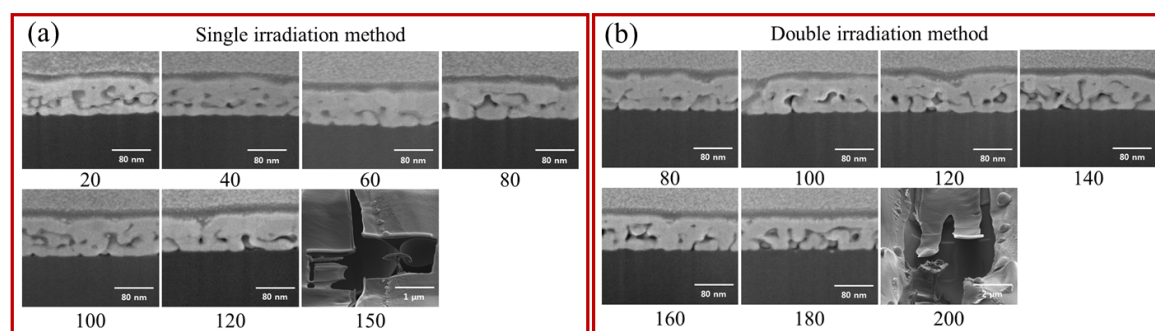 (a) Single irradiation method
80 nm 80 nm 80 nm 80 nm
20 40 60 80
80 nm 80 nm 1 μm
100 120 150
(b) Double irradiation method
80 nm 80 nm 80 nm 80 nm
80 100 120 140
80 nm 80 nm 2 μm
160 180 200